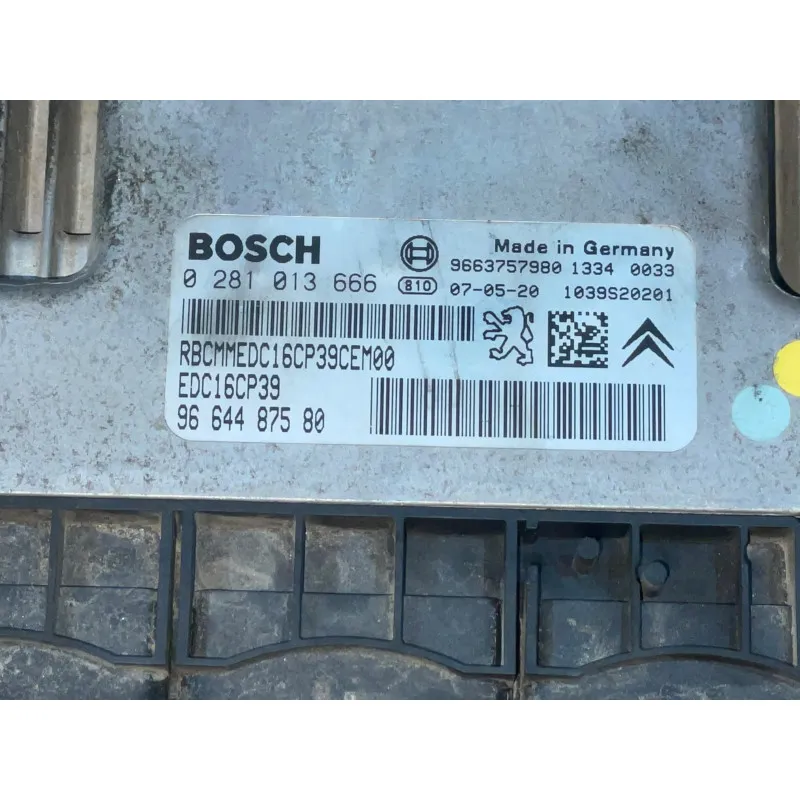 BOSCH
Made in Germany
9663757980 1334 0033
0 281 013 666
810 07-05-20 1039S20201
RBCMMEDC16CP39CEM00
EDC16CP39
96 644 875 80